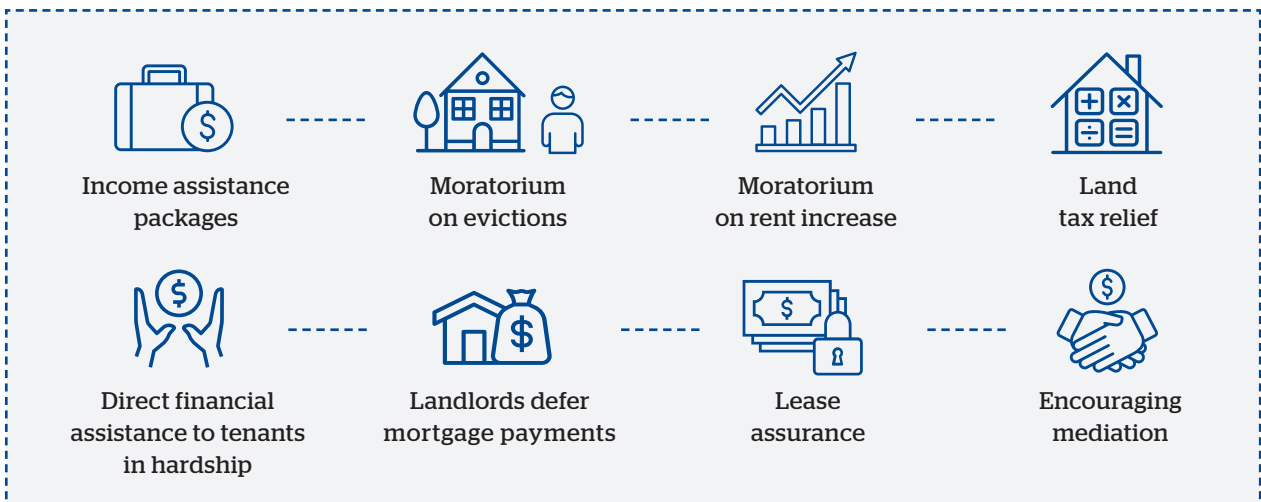 Income assistance
packages
Moratorium
on evictions
Moratorium
on rent increase
Land
tax relief
Direct financial
assistance to tenants
in hardship
Landlords defer
mortgage payments
Lease
assurance
Encouraging
mediation